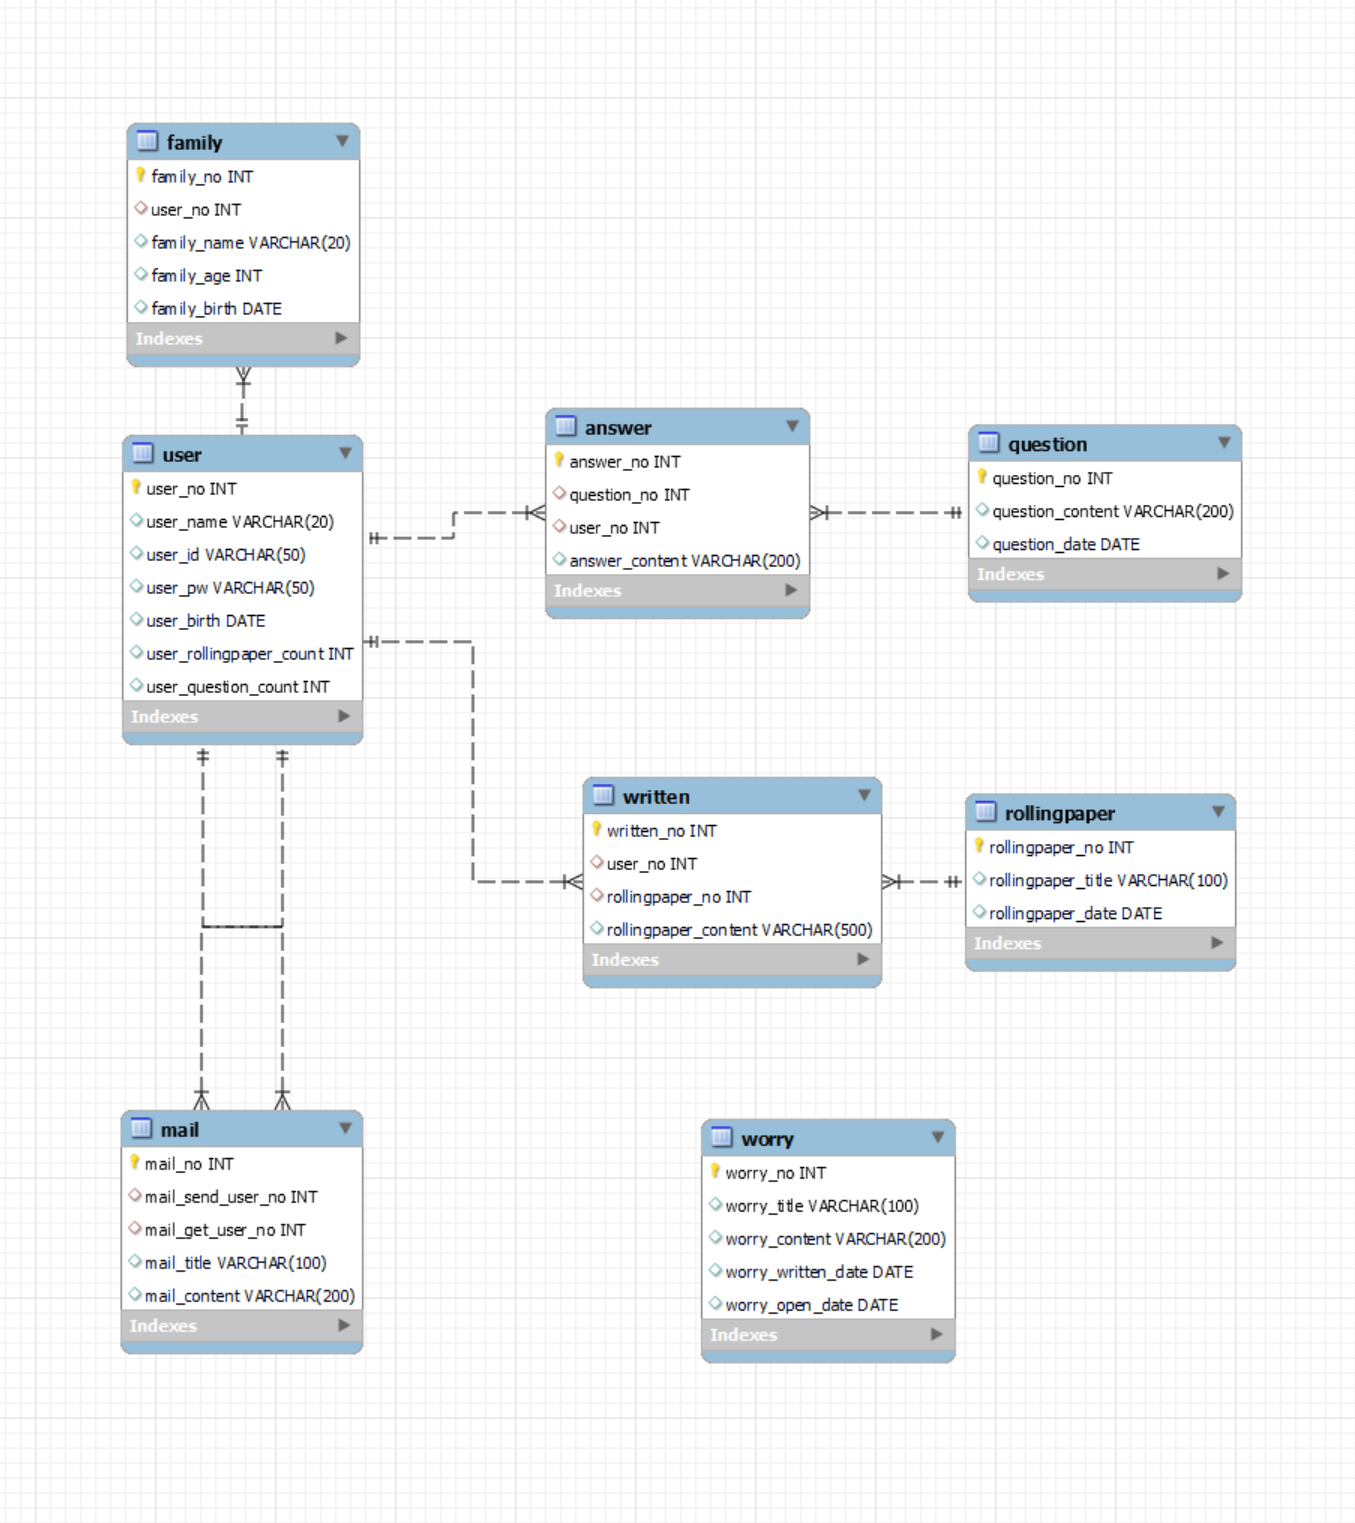 family
family_no INT
user_no INT
family_name VARCHAR(20)
family_age INT
family_birth DATE
Indexes
user
user_no INT
user_name VARCHAR(20)
user_id VARCHAR(50)
user_pw VARCHAR(50)
user_birth DATE
user_rollingpaper_count INT
user_question_count INT
Indexes
answer
answer_no INT
question_no INT
user_no INT
answer_content VARCHAR(200)
Indexes
question
question_no INT
question_content VARCHAR(200)
question_date DATE
Indexes
written
written_no INT
user_no INT
rollingpaper_no INT
rollingpaper_content VARCHAR(500)
Indexes
rollingpaper
rollingpaper_no INT
rollingpaper_title VARCHAR(100)
rollingpaper_date DATE
Indexes
mail
mail_no INT
mail_send_user_no INT
mail_get_user_no INT
mail_title VARCHAR(100)
mail_content VARCHAR(200)
Indexes
worry
worry_no INT
worry_title VARCHAR(100)
worry_content VARCHAR(200)
worry_written_date DATE
worry_open_date DATE
Indexes